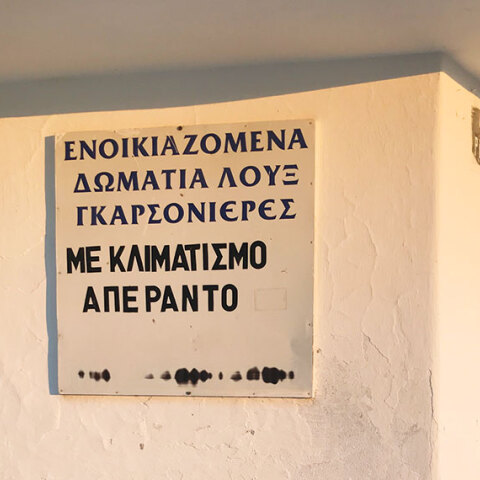 ΕΝΟΙΚΙΑΖΟΜΕΝΑ
ΔΩΜΑΤΙΑ ΛΟΥΞ
ΓΚΑΡΣΟΝΙΕΡΕΣ
ΜΕ ΚΛΙΜΑΤΙΣΜΟ
ΑΠΕΡΑΝΤΟ